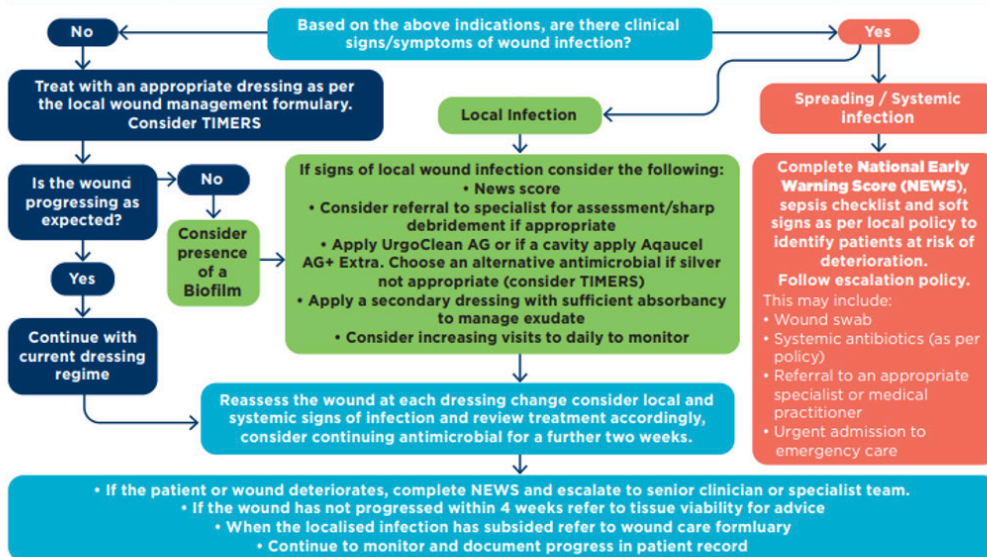 No
Based on the above indications, are there clinical
signs/symptoms of wound infection?
Yes
Treat with an appropriate dressing as per
the local wound management formulary.
Consider TIMERS
Is the wound
progressing as
expected?
No
Consider
presence
of a
Biofilm
Yes
Continue with
current dressing
regime
Local Infection
If signs of local wound infection consider the following:
• News score
• Consider referral to specialist for assessment/sharp
debridement if appropriate
• Apply UrgoClean AG or if a cavity apply Aqaucel
AG+ Extra. Choose an alternative antimicrobial if silver
not appropriate (consider TIMERS)
• Apply a secondary dressing with sufficient absorbancy
to manage exudate
• Consider increasing visits to daily to monitor
Spreading / Systemic
infection
Complete National Early
Warning Score (NEWS),
sepsis checklist and soft
signs as per local policy to
identify patients at risk of
deterioration.
Follow escalation policy.
This may include:
• Wound swab
• Systemic antibiotics (as per
policy)
• Referral to an appropriate
specialist or medical
practitioner
• Urgent admission to
emergency care
Reassess the wound at each dressing change consider local and
systemic signs of infection and review treatment accordingly,
consider continuing antimicrobial for a further two weeks.
• If the patient or wound deteriorates, complete NEWS and escalate to senior clinician or specialist team.
• If the wound has not progressed within 4 weeks refer to tissue viability for advice
• When the localised infection has subsided refer to wound care formluary
• Continue to monitor and document progress in patient record